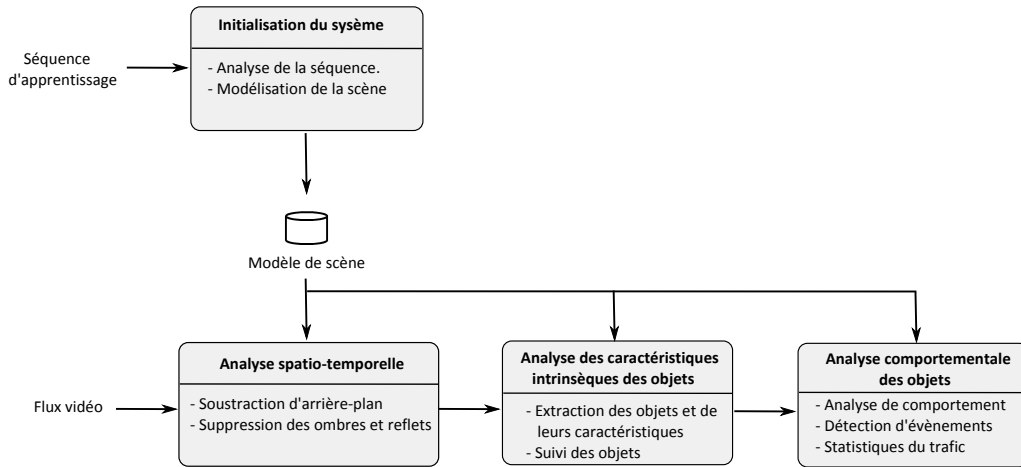 Initialisation du sysème
Séquence
d'apprentissage
- Analyse de la séquence.
- Modélisation de la scène
Modèle de scène
Analyse spatio-temporelle
Flux vidéo
- Soustraction d'arrière-plan
- Suppression des ombres et reflets
Analyse des caractéristiques
intrinsèques des objets
- Extraction des objets et de
leurs caractéristiques
- Suivi des objets
Analyse comportementale
des objets
- Analyse de comportement
- Détection d'évènements
- Statistiques du trafic